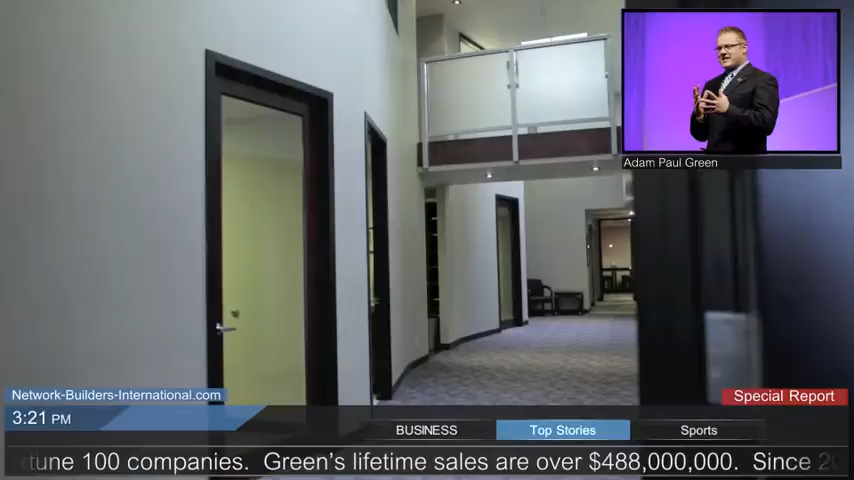 Adam Paul Green
Network-Builders-International.com
Special Report
3:21 PM
BUSINESS
Top Stories
Sports
100 companies. Green's lifetime sales are over $488,000,000. Since